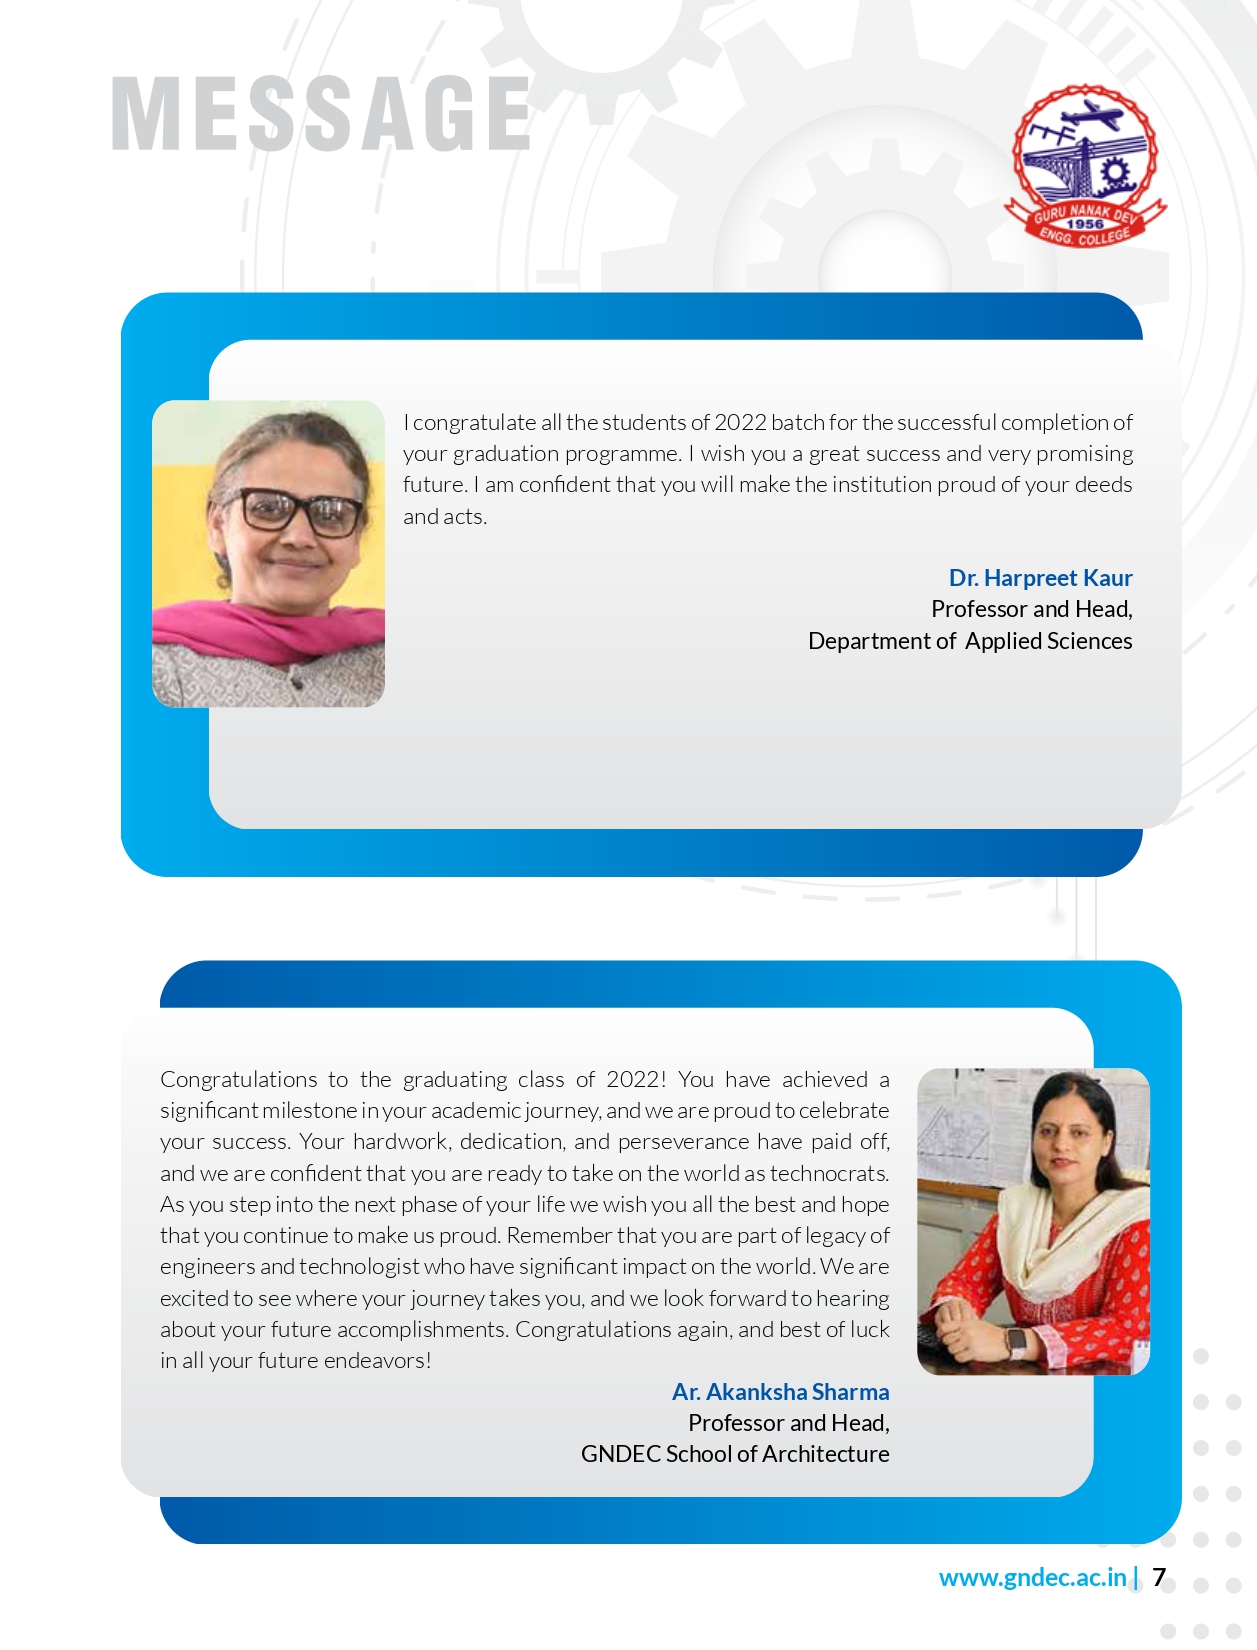 MESSAGE
GURU NANAK DEV
1956
ENGG. COLLEGE
I congratulate all the students of 2022 batch for the successful completion of
your graduation programme. I wish you a great success and very promising
future. I am confident that you will make the institution proud of your deeds
and acts.
Dr. Harpreet Kaur
Professor and Head,
Department of Applied Sciences
Congratulations to the graduating class of 2022! You have achieved a
significant milestone in your academic journey, and we are proud to celebrate
your success. Your hardwork, dedication, and perseverance have paid off,
and we are confident that you are ready to take on the world as technocrats.
As you step into the next phase of your life we wish you all the best and hope
that you continue to make us proud. Remember that you are part of legacy of
engineers and technologist who have significant impact on the world. We are
excited to see where your journey takes you, and we look forward to hearing
about your future accomplishments. Congratulations again, and best of luck
in all your future endeavors!
Ar. Akanksha Sharma
Professor and Head,
GNDEC School of Architecture
www.gndec.ac.in | 7